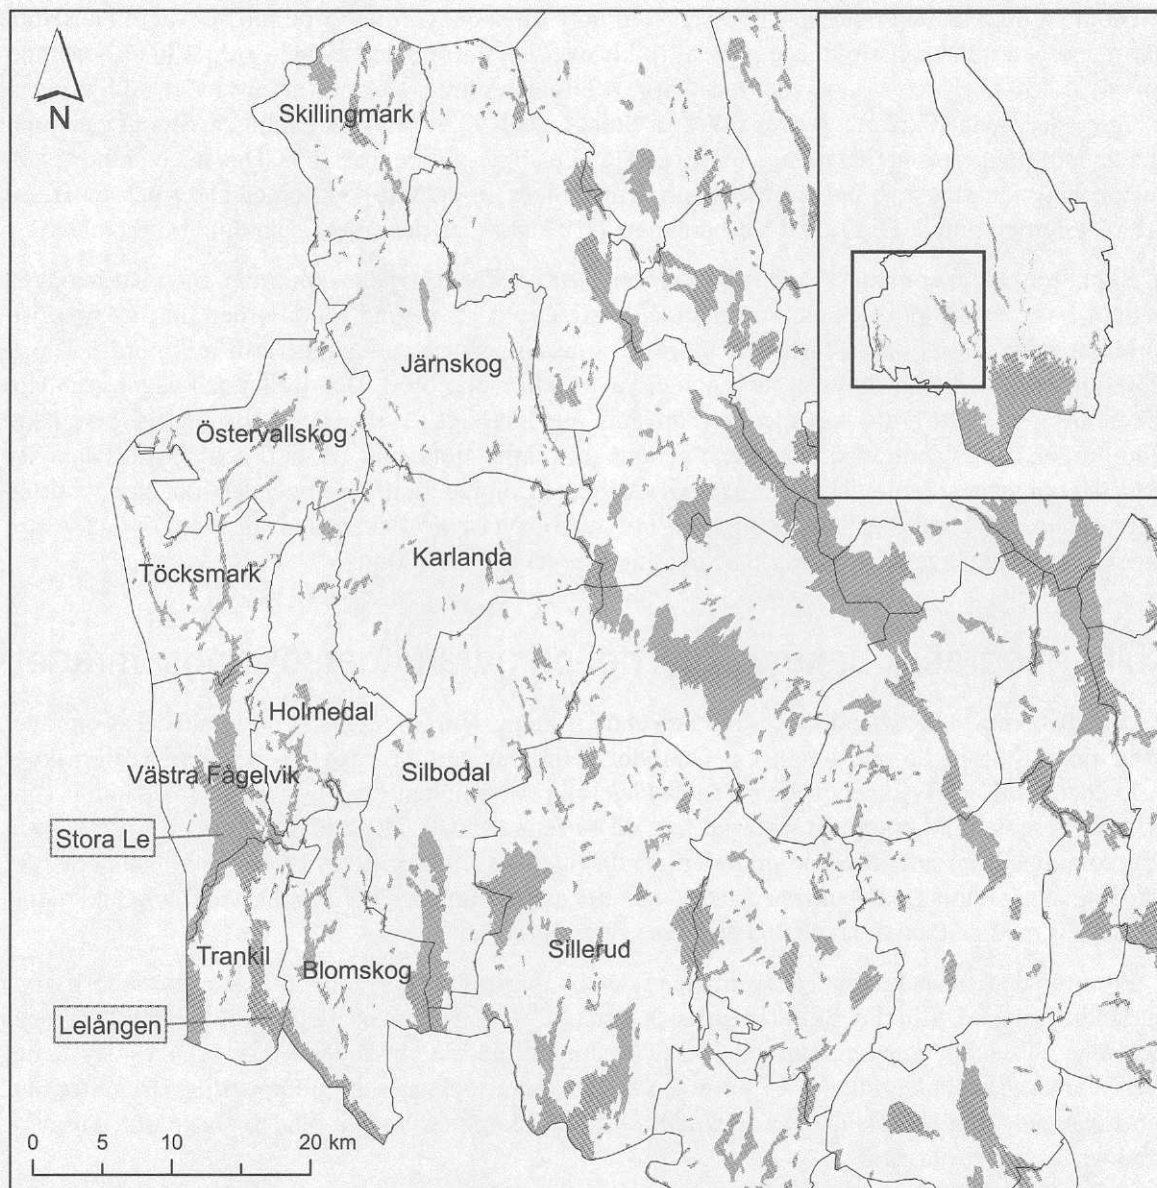 Skillingmark
N
Järnskog
Östervallskog
Karlanda
Töcksmark
Holmedal
Västra Fågelvik
Silbodal
Stora Le
Trankil
Blomskog
Sillerud
Lelången
0 5 10 20 km